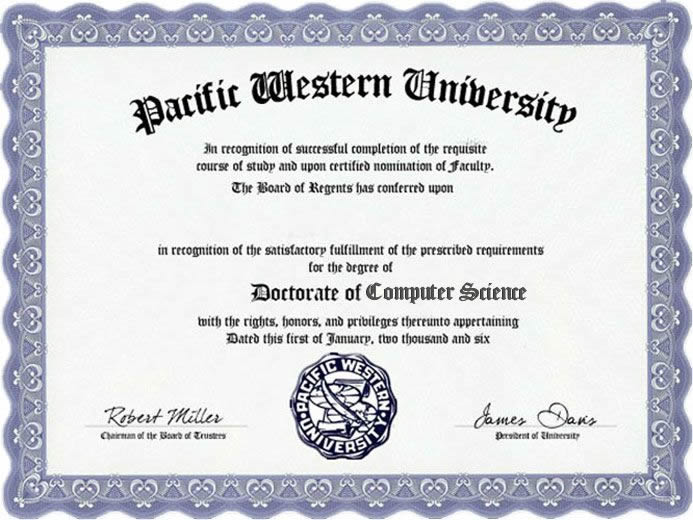 Pacific Western University
In recognition of successful completion of the requisite
course of study and upon certified nomination of Faculty.
The Board of Regents has conferred upon
in recognition of the satisfactory fulfillment of the prescribed requirements
for the degree of
Doctorate of Computer Science
with the rights, honors, and privileges thereunto appertaining
Dated this first of January, two thousand and six
PACIFIC WESTERN
UNIVERSITY
Robert Miller
Chairman of the Board of Trustees
James Davis
President of University